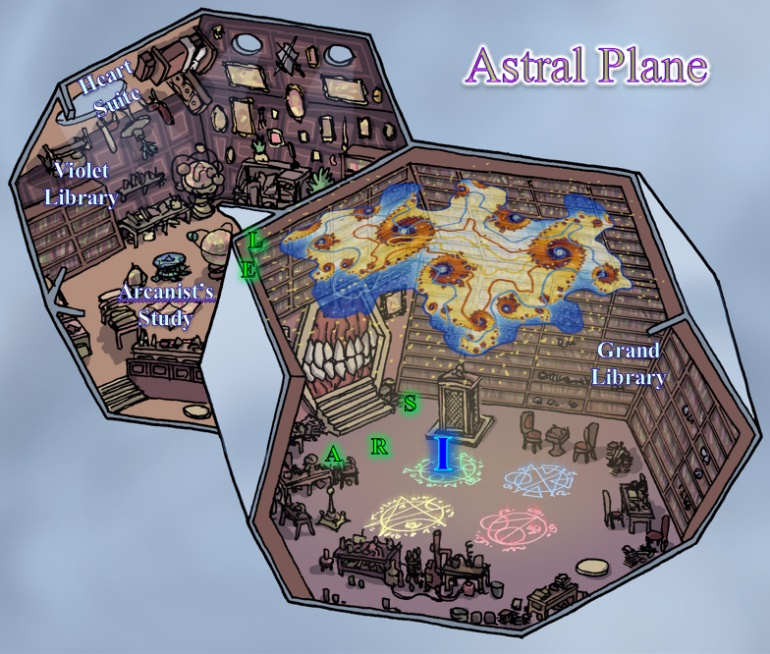 Astral Plane
Heart
Suite
Violet
Library
L
E
Arcanist's
Study
Grand
Library
S
A
R
I